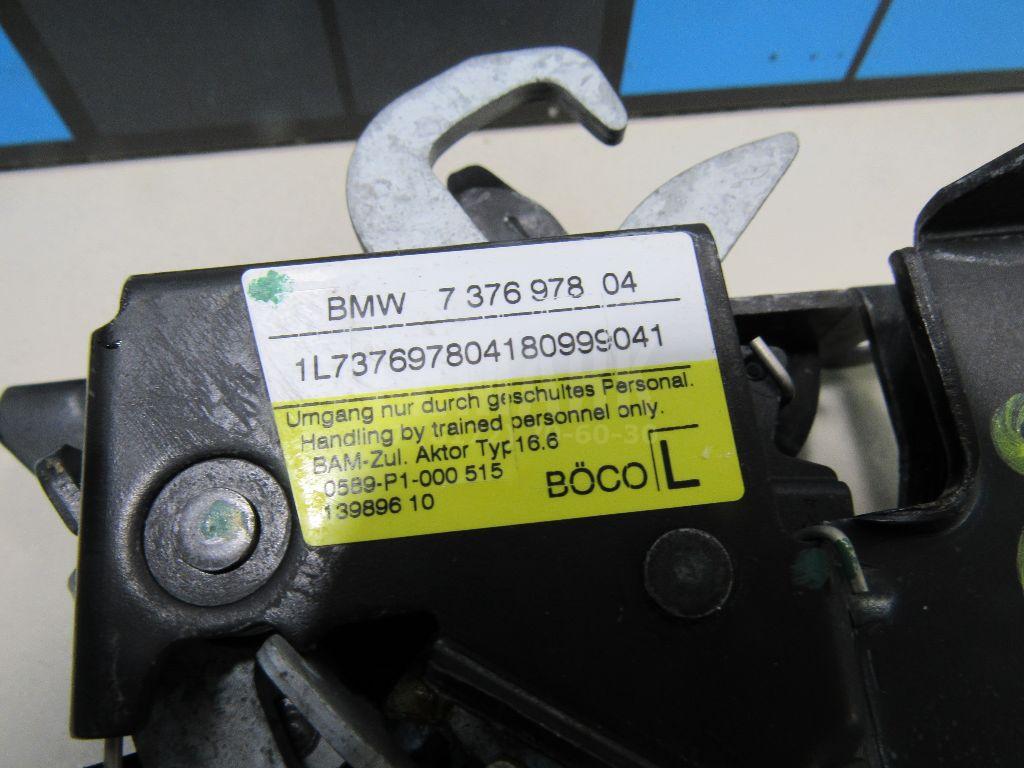 BMW 7 376 978 04
1L737697804180999041
Umgang nur durch geschultes Personal.
Handling by trained personnel only.
BAM-Zul. Aktor Typ 16.6
0589-P1-000 515
139896 10
BÖCO L